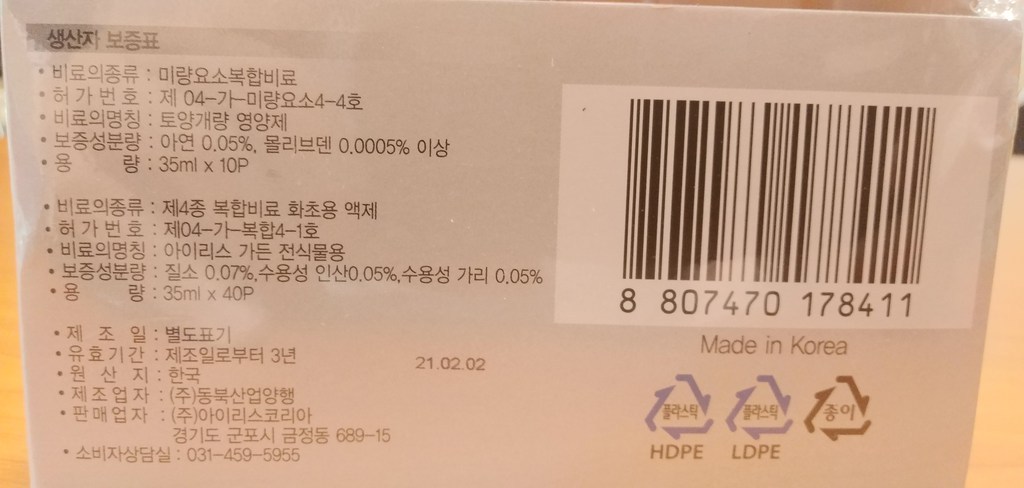 생산자 보증표
• 비료의종류 : 미량요소복합비료
• 허 가 번 호 : 제 04-가-미량요소4-4호
• 비료의명칭 : 토양개량 영양제
• 보증성분량 : 아연 0.05%, 몰리브덴 0.0005% 이상
• 용 량 : 35ml x 10P
• 비료의종류 : 제4종 복합비료 화초용 액제
• 허 가 번 호 : 제04-가-복합4-1호
• 비료의명칭 : 아이리스 가든 전식물용
• 보증성분량 : 질소 0.07%,수용성 인산0.05%,수용성 가리 0.05%
• 용 량 : 35ml x 40P
• 제 조 일 : 별도표기
• 유효기간 : 제조일로부터 3년
• 원 산 지 : 한국
• 제조업자 : (주)동북산업양행
• 판매업자 : (주)아이리스코리아
경기도 군포시 금정동 689-15
• 소비자상담실 : 031-459-5955
21.02.02
8 807470 178411
Made in Korea
플라스틱 플라스틱 종이
HDPE LDPE